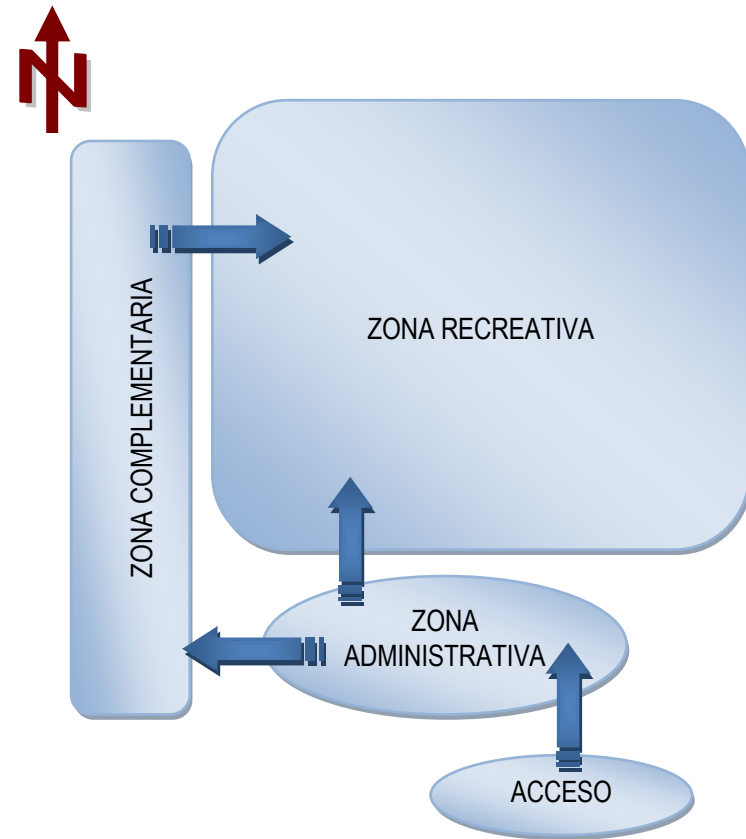 N
ZONA COMPLEMENTARIA
ZONA RECREATIVA
ZONA
ADMINISTRATIVA
ACCESO